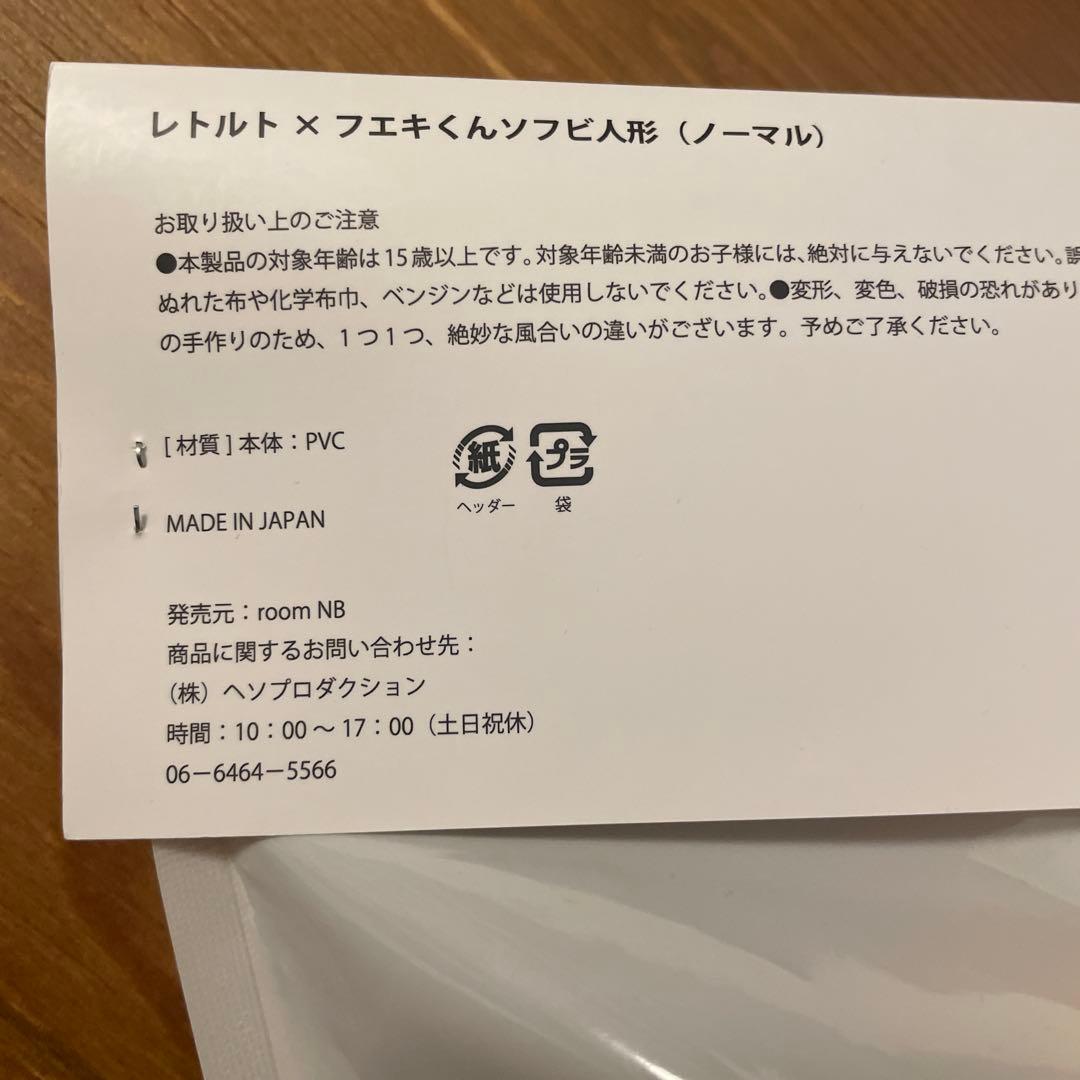 レトルト × フエキくんソフビ人形（ノーマル）
お取り扱い上のご注意
●本製品の対象年齢は15歳以上です。対象年齢未満のお子様には、絶対に与えないでください。誤
ぬれた布や化学布巾、ベンジンなどは使用しないでください。●変形、変色、破損の恐れがあり
の手作りのため、1つ1つ、絶妙な風合いの違いがございます。予めご了承ください。
[ 材質 ] 本体：PVC
紙
プラ
ヘッダー
袋
MADE IN JAPAN
発売元：room NB
商品に関するお問い合わせ先：
（株）ヘソプロダクション
時間：10：00～17：00（土日祝休）
06－6464－5566